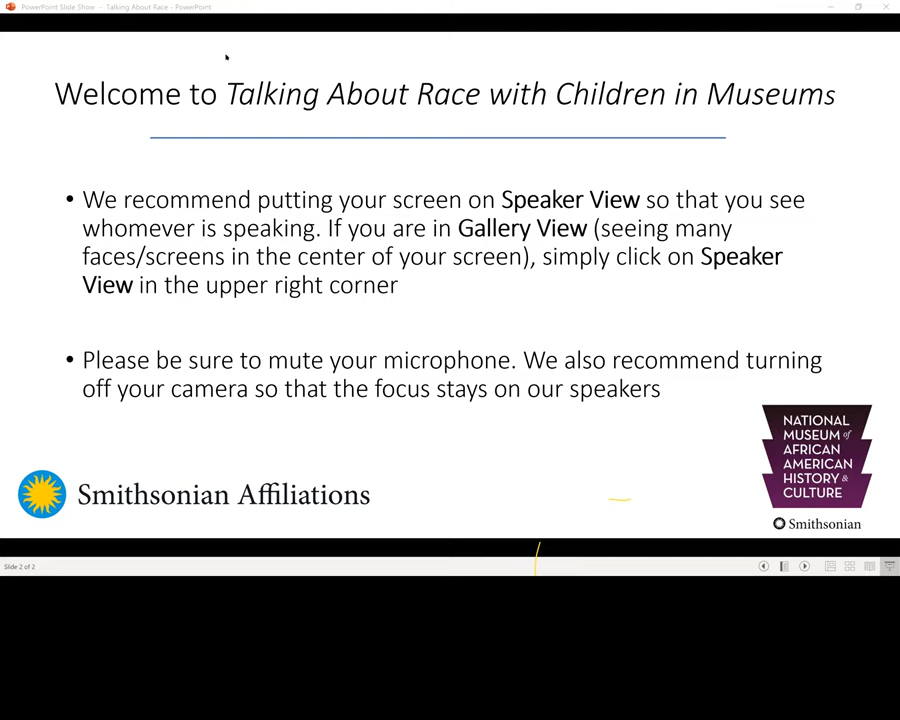 PowerPoint Slide Show - Talking About Race - PowerPoint
Welcome to Talking About Race with Children in Museums
• We recommend putting your screen on Speaker View so that you see
whomever is speaking. If you are in Gallery View (seeing many
faces/screens in the center of your screen), simply click on Speaker
View in the upper right corner
• Please be sure to mute your microphone. We also recommend turning
off your camera so that the focus stays on our speakers
NATIONAL
MUSEUM of
AFRICAN
AMERICAN
HISTORY &
CULTURE
Smithsonian
Smithsonian Affiliations
Slide 2 of 2